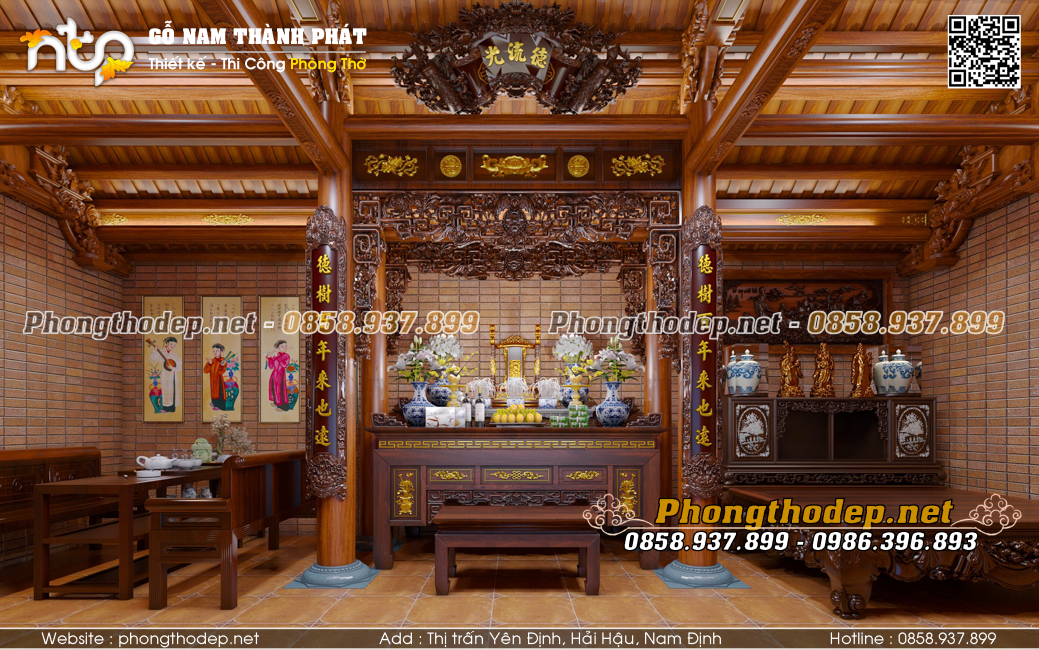 GỖ NAM THÀNH PHÁT
Thiết kế - Thi Công Phòng Thờ
ntp
光流德
Phongthodep.net - 0858.937.899
Phongthodep.net - 0858.937.899
德樹百年來也遠
德樹百年來也遠
Phongthodep.net
0858.937.899 - 0986.396.893
Website : phongthodep.net
Add : Thị trấn Yên Định, Hải Hậu, Nam Định
Hotline : 0858.937.899